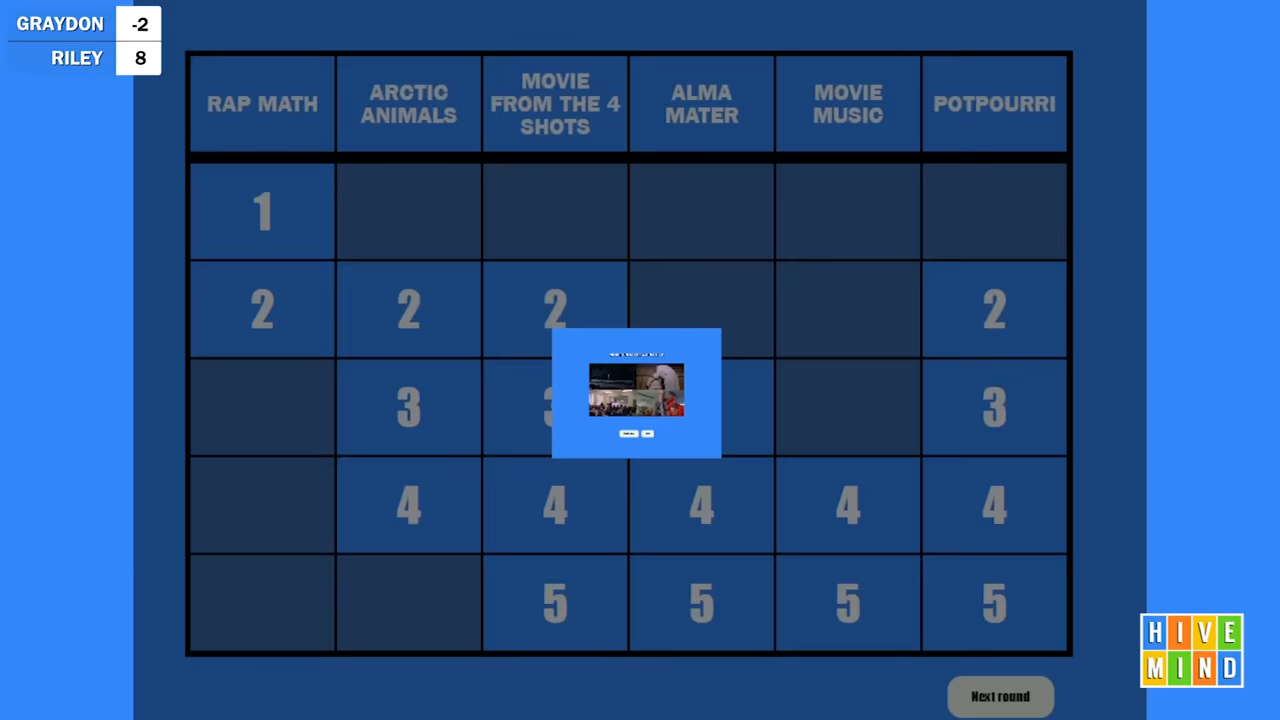 GRAYDON -2
RILEY 8
RAP MATH
ARCTIC
ANIMALS
MOVIE
FROM THE 4
SHOTS
ALMA
MATER
MOVIE
MUSIC
POTPOURRI
1
2 2 2 2
3 3
4 4 4 4 4
5 5 5 5
Next round
HIVE
MIND